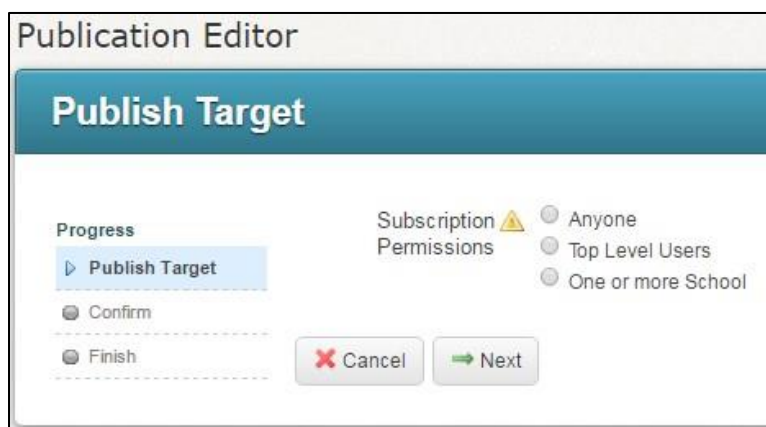 Publication Editor
Publish Target
Progress
Publish Target
Confirm
Finish
Subscription
Permissions
Anyone
Top Level Users
One or more School
Cancel
Next